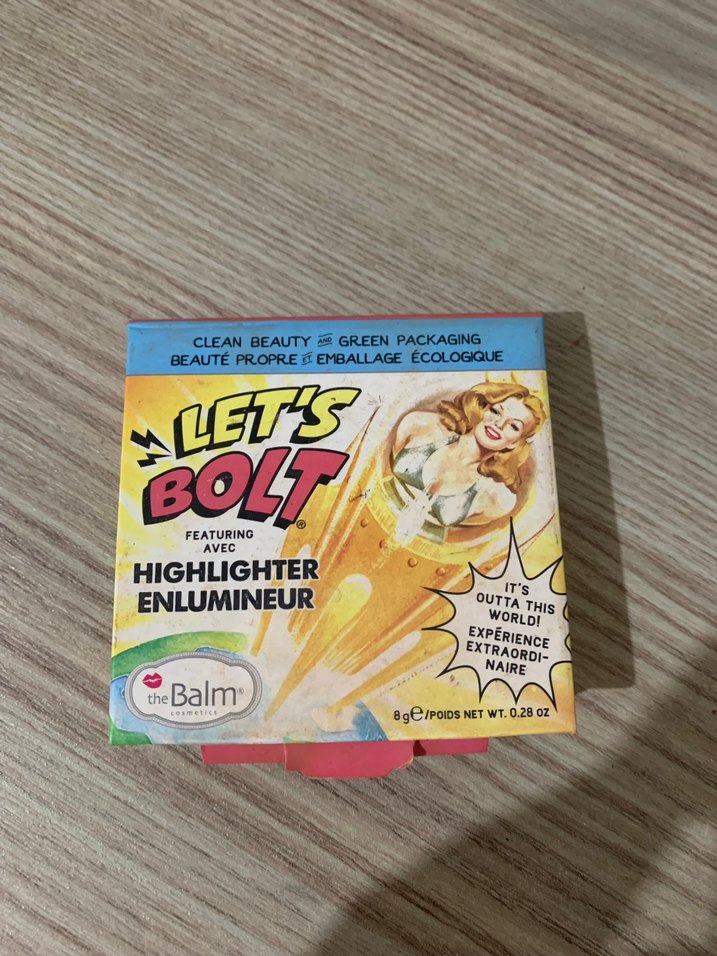 CLEAN BEAUTY AND GREEN PACKAGING
BEAUTÉ PROPRE ET EMBALLAGE ÉCOLOGIQUE
LET'S
BOLT®
FEATURING
AVEC
HIGHLIGHTER
ENLUMINEUR
IT'S
OUTTA THIS
WORLD!
EXPÉRIENCE
EXTRAORDI-
NAIRE
theBalm®
cosmetics
8 g℮/POIDS NET WT. 0.28 OZ